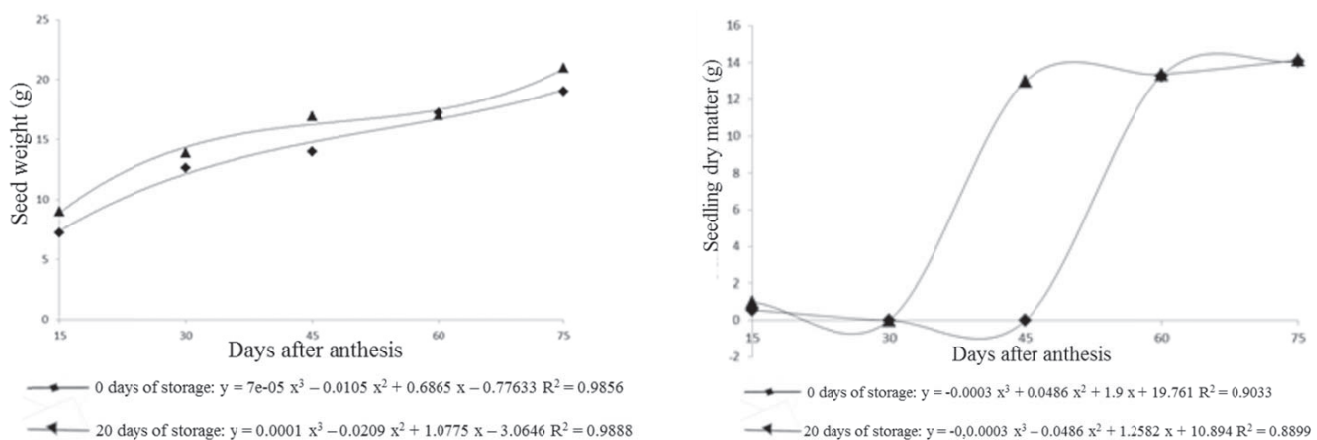 25
20
15
10
5
0
Seed weight (g)
15 30 45 60 75
Days after anthesis
0 days of storage: y = 7e-05 x³ – 0.0105 x² + 0.6865 x – 0.77633 R² = 0.9856
20 days of storage: y = 0.0001 x³ –0.0209 x² + 1.0775x – 3.0646 R² = 0.9888
16
14
12
10
8
6
4
2
0
-2
Seedling dry matter (g)
15 30 45 60 75
Days after anthesis
0 days of storage: y = -0.0003 x³ + 0.0486 x² + 1.9 x + 19.761 R² = 0.9033
20 days of storage: y = -0,0.0003 x³ – 0.0486 x² + 1.2582 x + 10.894 R² = 0.8899